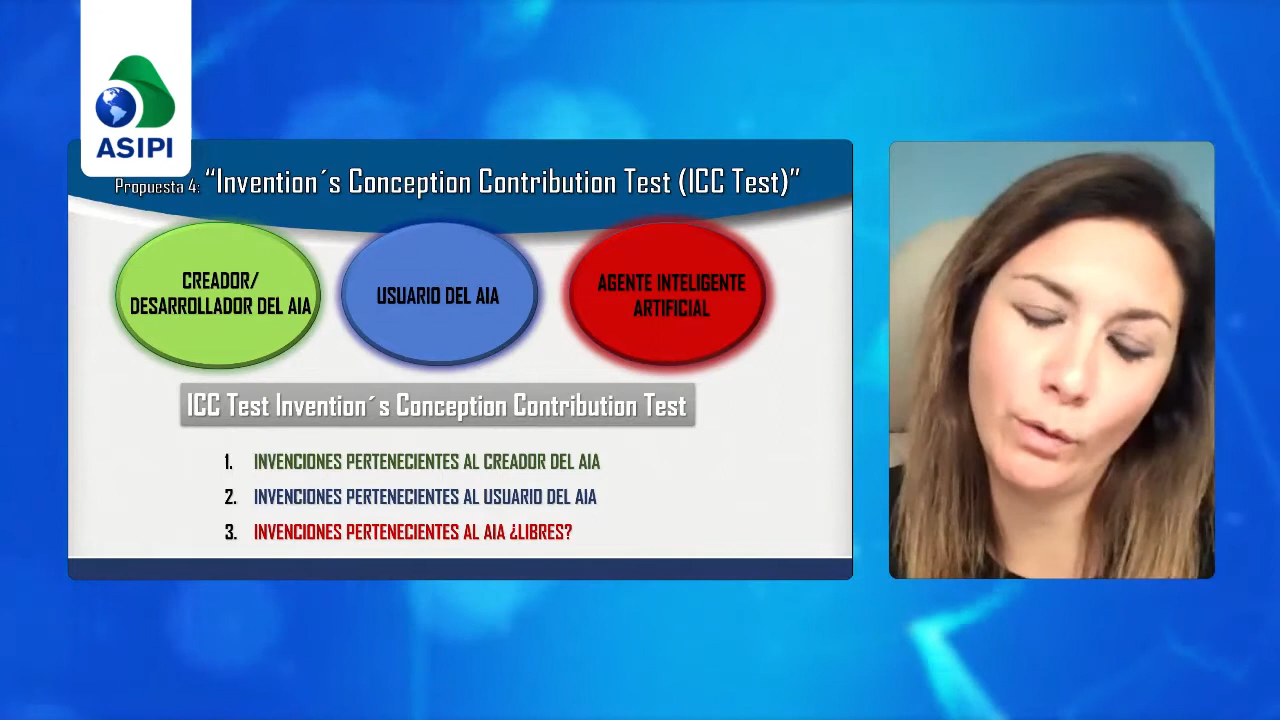 ASIPI
Propuesta 4: “Invention´s Conception Contribution Test (ICC Test)”
CREADOR/
DESARROLLADOR DEL AIA
USUARIO DEL AIA
AGENTE INTELIGENTE
ARTIFICIAL
ICC Test Invention´s Conception Contribution Test
1. INVENCIONES PERTENECIENTES AL CREADOR DEL AIA
2. INVENCIONES PERTENECIENTES AL USUARIO DEL AIA
3. INVENCIONES PERTENECIENTES AL AIA ¿LIBRES?